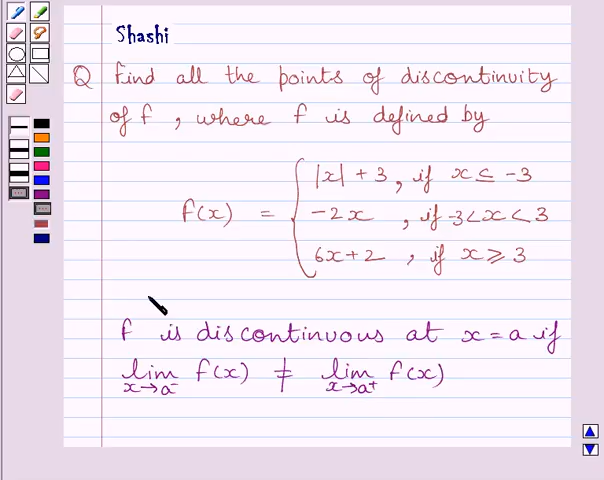 Shashi
Q Find all the points of discontinuity
of f, where f is defined by
f(x) = { |x| + 3, if x ≤ -3
-2x, if -3 < x < 3
6x + 2, if x ⩾ 3
f is discontinuous at x = a if
lim x→a⁻ f(x) ≠ lim x→a⁺ f(x)